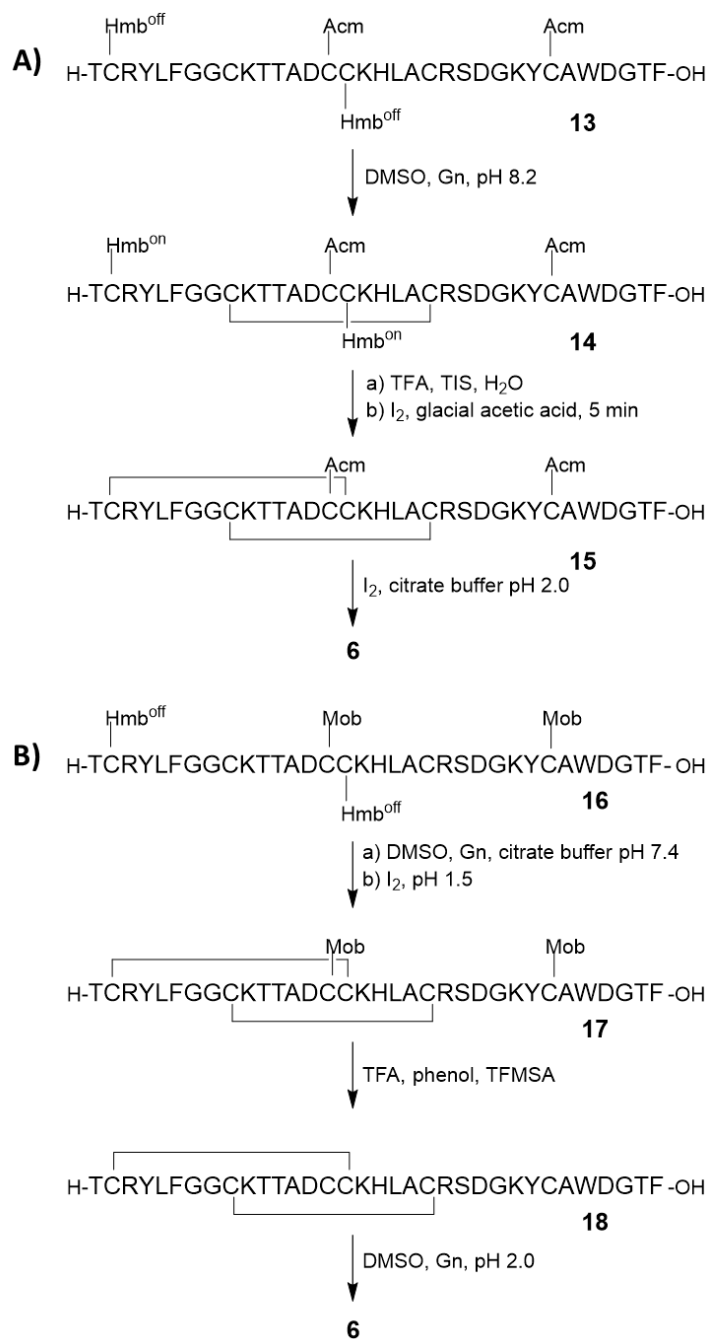 A)
Hmb^off Acm Acm
H-TCRYLFGGCKTTADCCKHLACRSDGKYCAWDGTF-OH
Hmb^off
13
DMSO, Gn, pH 8.2
Hmb^on Acm Acm
H-TCRYLFGGCKTTADCCKHLACRSDGKYCAWDGTF-OH
Hmb^on
14
a) TFA, TIS, H₂O
b) I₂, glacial acetic acid, 5 min
Acm Acm
H-TCRYLFGGCKTTADCCKHLACRSDGKYCAWDGTF-OH
15
I₂, citrate buffer pH 2.0
6
B)
Hmb^off Mob Mob
H-TCRYLFGGCKTTADCCKHLACRSDGKYCAWDGTF-OH
16
Hmb^off
a) DMSO, Gn, citrate buffer pH 7.4
b) I₂, pH 1.5
Mob Mob
H-TCRYLFGGCKTTADCCKHLACRSDGKYCAWDGTF-OH
17
TFA, phenol, TFMSA
H-TCRYLFGGCKTTADCCKHLACRSDGKYCAWDGTF-OH
18
DMSO, Gn, pH 2.0
6